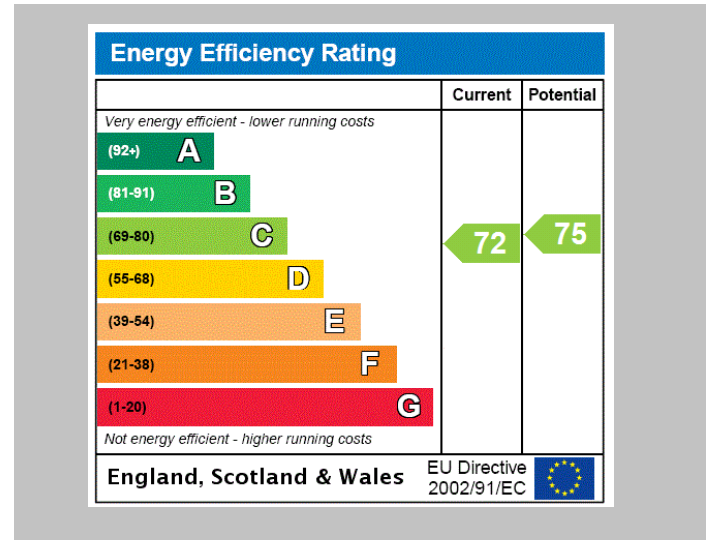 Energy Efficiency Rating
Current Potential
Very energy efficient - lower running costs
(92+) A
(81-91) B
(69-80) C
72 75
(55-68) D
(39-54) E
(21-38) F
(1-20) G
Not energy efficient - higher running costs
England, Scotland & Wales
EU Directive
2002/91/EC